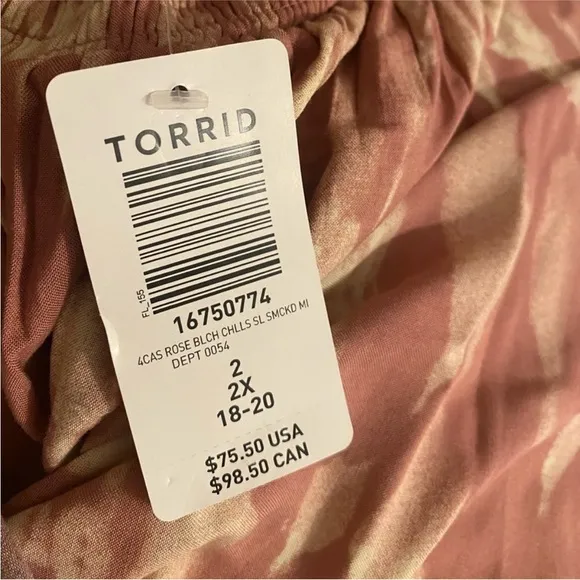 TORRID
FL_155
16750774
4CAS ROSE BLCH CHLLS SL SMCKD MI
DEPT 0054
2
2X
18-20
$75.50 USA
$98.50 CAN